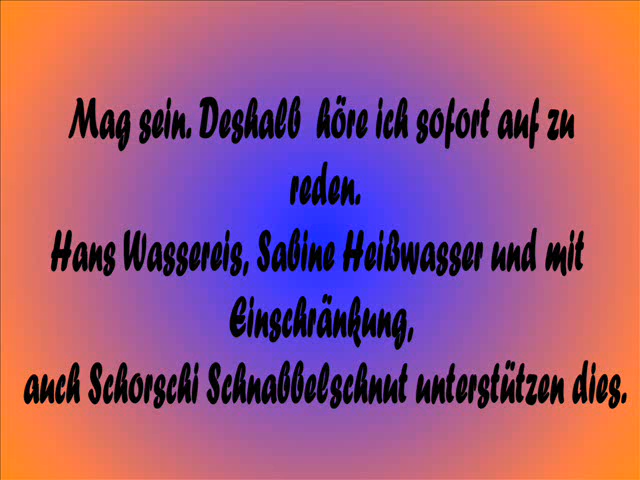 Mag sein. Deshalb  höre ich sofort auf zu
reden.
Hans Wassereis, Sabine Heißwasser und mit
Einschränkung,
auch Schorschi Schnabbelschnut unterstützen dies.